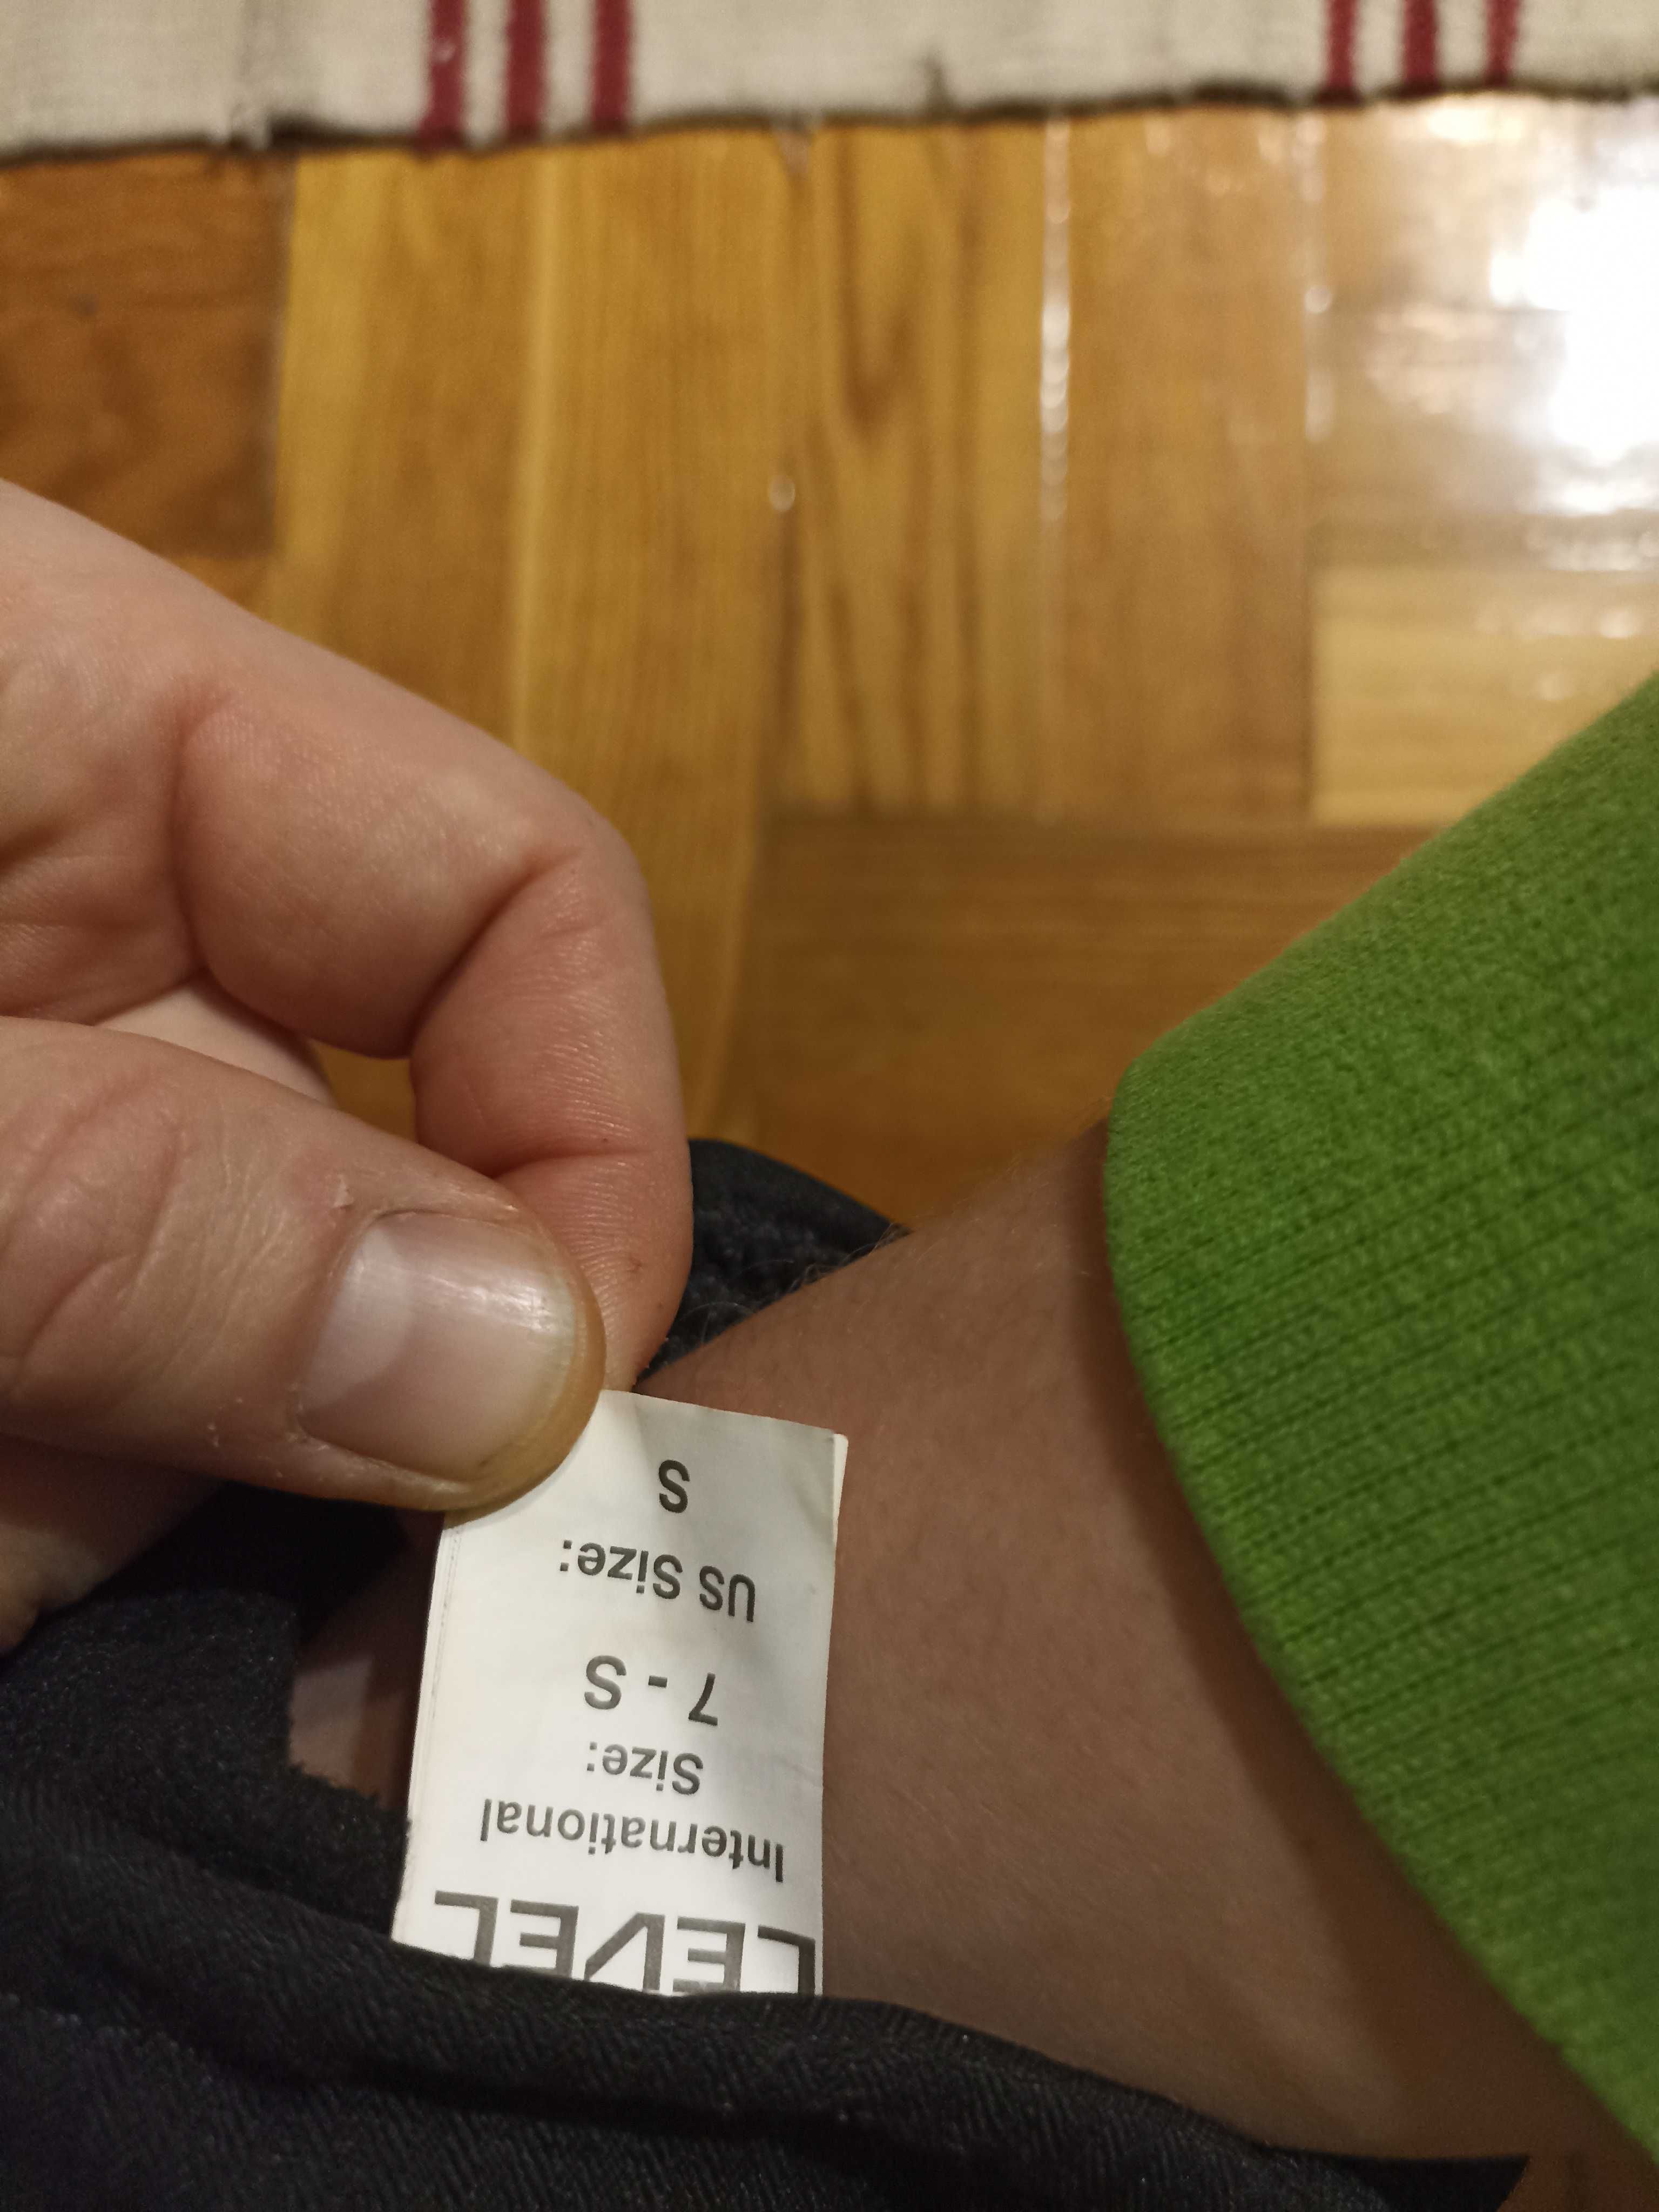 LEVEL
International
Size:
7 - S
US Size:
S